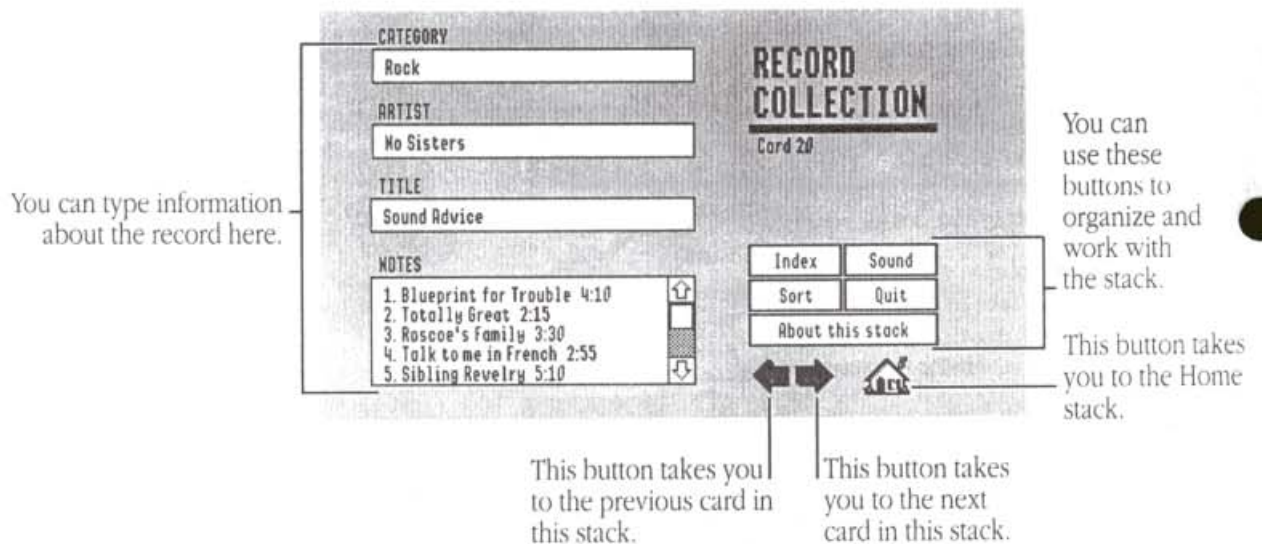 CATEGORY
Rock
ARTIST
No Sisters
TITLE
Sound Advice
NOTES
1. Blueprint for Trouble 4:10
2. Totally Great 2:15
3. Roscoe's Family 3:30
4. Talk to me in French 2:55
5. Sibling Revelry 5:10
RECORD
COLLECTION
Card 20
Index
Sound
Sort
Quit
About this stack
You can type information
about the record here.
You can
use these
buttons to
organize and
work with
the stack.
This button takes
you to the Home
stack.
This button takes you
to the previous card in
this stack.
This button takes
you to the next
card in this stack.